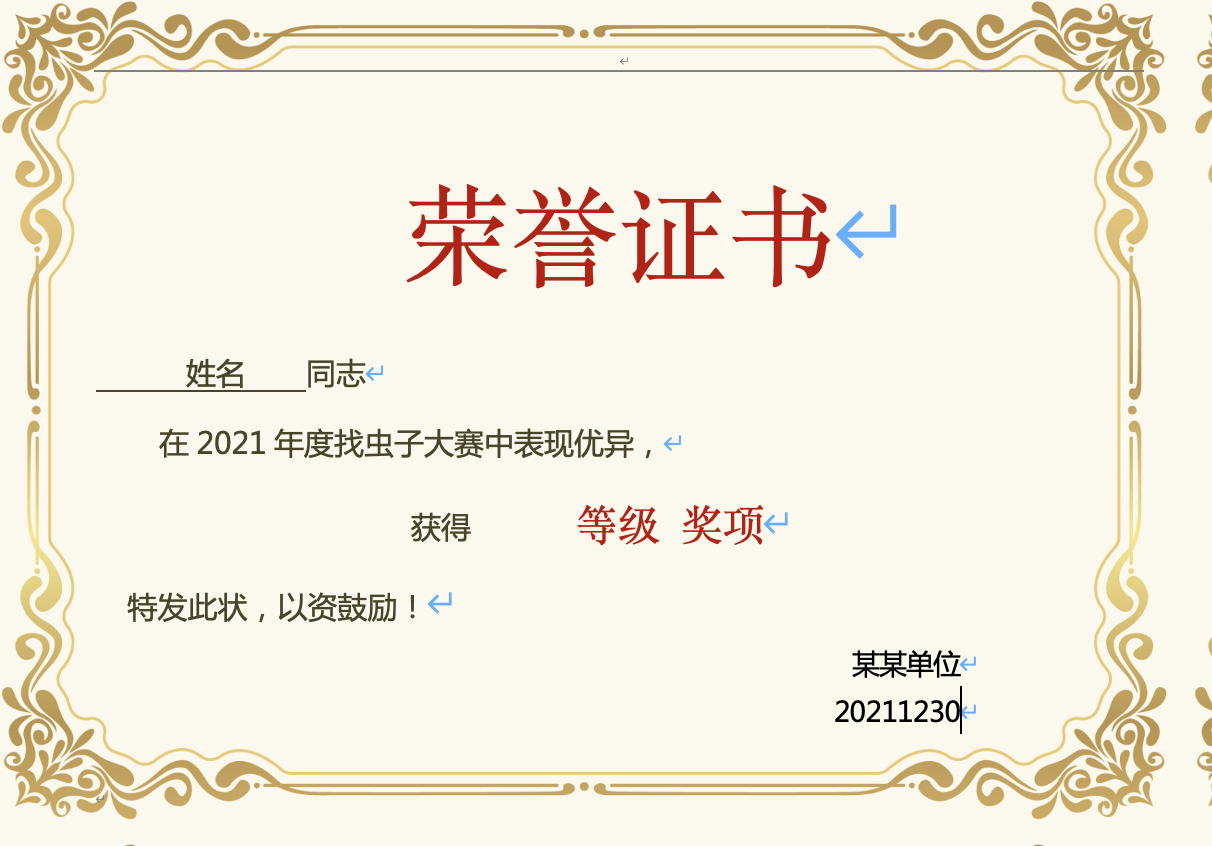 荣誉证书
姓名 同志
在 2021 年度找虫子大赛中表现优异，
获得 等级 奖项
特发此状，以资鼓励！
某某单位
20211230